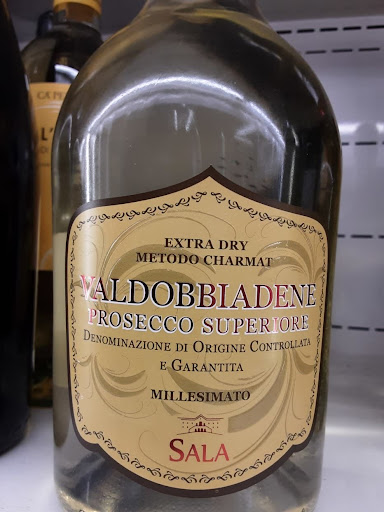 EXTRA DRY
METODO CHARMAT
VALDOBBIADENE
PROSECCO SUPERIORE
DENOMINAZIONE DI ORIGINE CONTROLLATA
E GARANTITA
MILLESIMATO
SALA